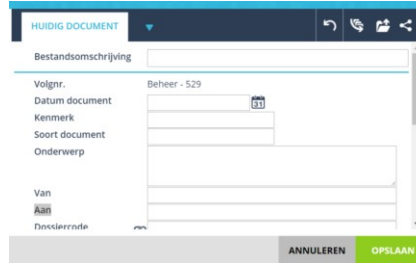 HUIDIG DOCUMENT
Bestandsomschrijving
Volgnr. Beheer - 529
Datum document 31
Kenmerk
Soort document
Onderwerp
Van
Aan
Dossiercode
ANNULEREN OPSLAAN